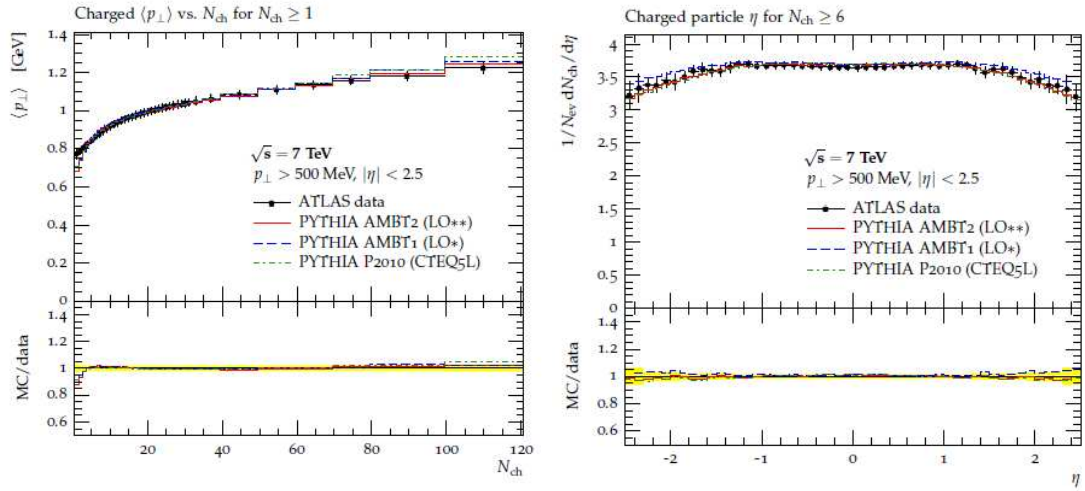 Charged ⟨p⊥⟩ vs. Nch for Nch ≥ 1
⟨p⊥⟩ [GeV]
1.4
1.2
1
0.8
0.6
0.4
0.2
0
√s = 7 TeV
p⊥ > 500 MeV, |η| < 2.5
ATLAS data
PYTHIA AMBT2 (LO**)
PYTHIA AMBT1 (LO*)
PYTHIA P2010 (CTEQ5L)
MC/data
1.4
1.2
1
0.8
0.6
20 40 60 80 100 120
Nch
Charged particle η for Nch ≥ 6
1/Nev dNch/dη
4
3.5
3
2.5
2
1.5
1
0.5
0
√s = 7 TeV
p⊥ > 500 MeV, |η| < 2.5
ATLAS data
PYTHIA AMBT2 (LO**)
PYTHIA AMBT1 (LO*)
PYTHIA P2010 (CTEQ5L)
MC/data
1.4
1.2
1
0.8
0.6
-2 -1 0 1 2
η